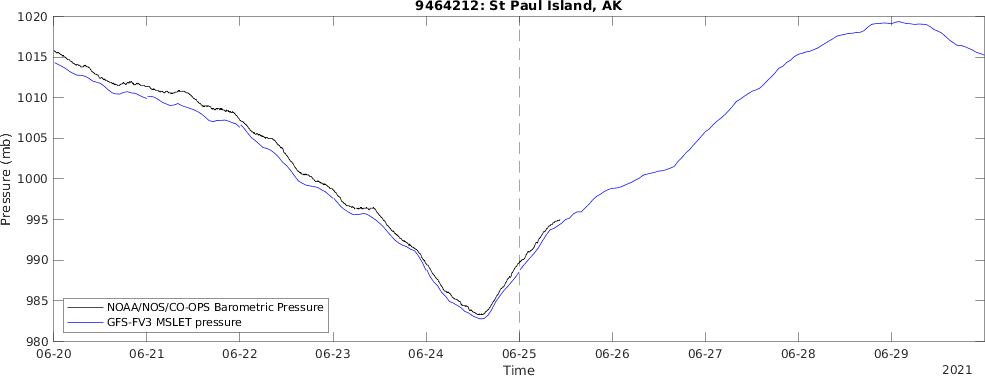 9464212: St Paul Island, AK
Pressure (mb)
1020
1015
1010
1005
1000
995
990
985
980
NOAA/NOS/CO-OPS Barometric Pressure
GFS-FV3 MSLET pressure
06-20 06-21 06-22 06-23 06-24 06-25 06-26 06-27 06-28 06-29
Time
2021